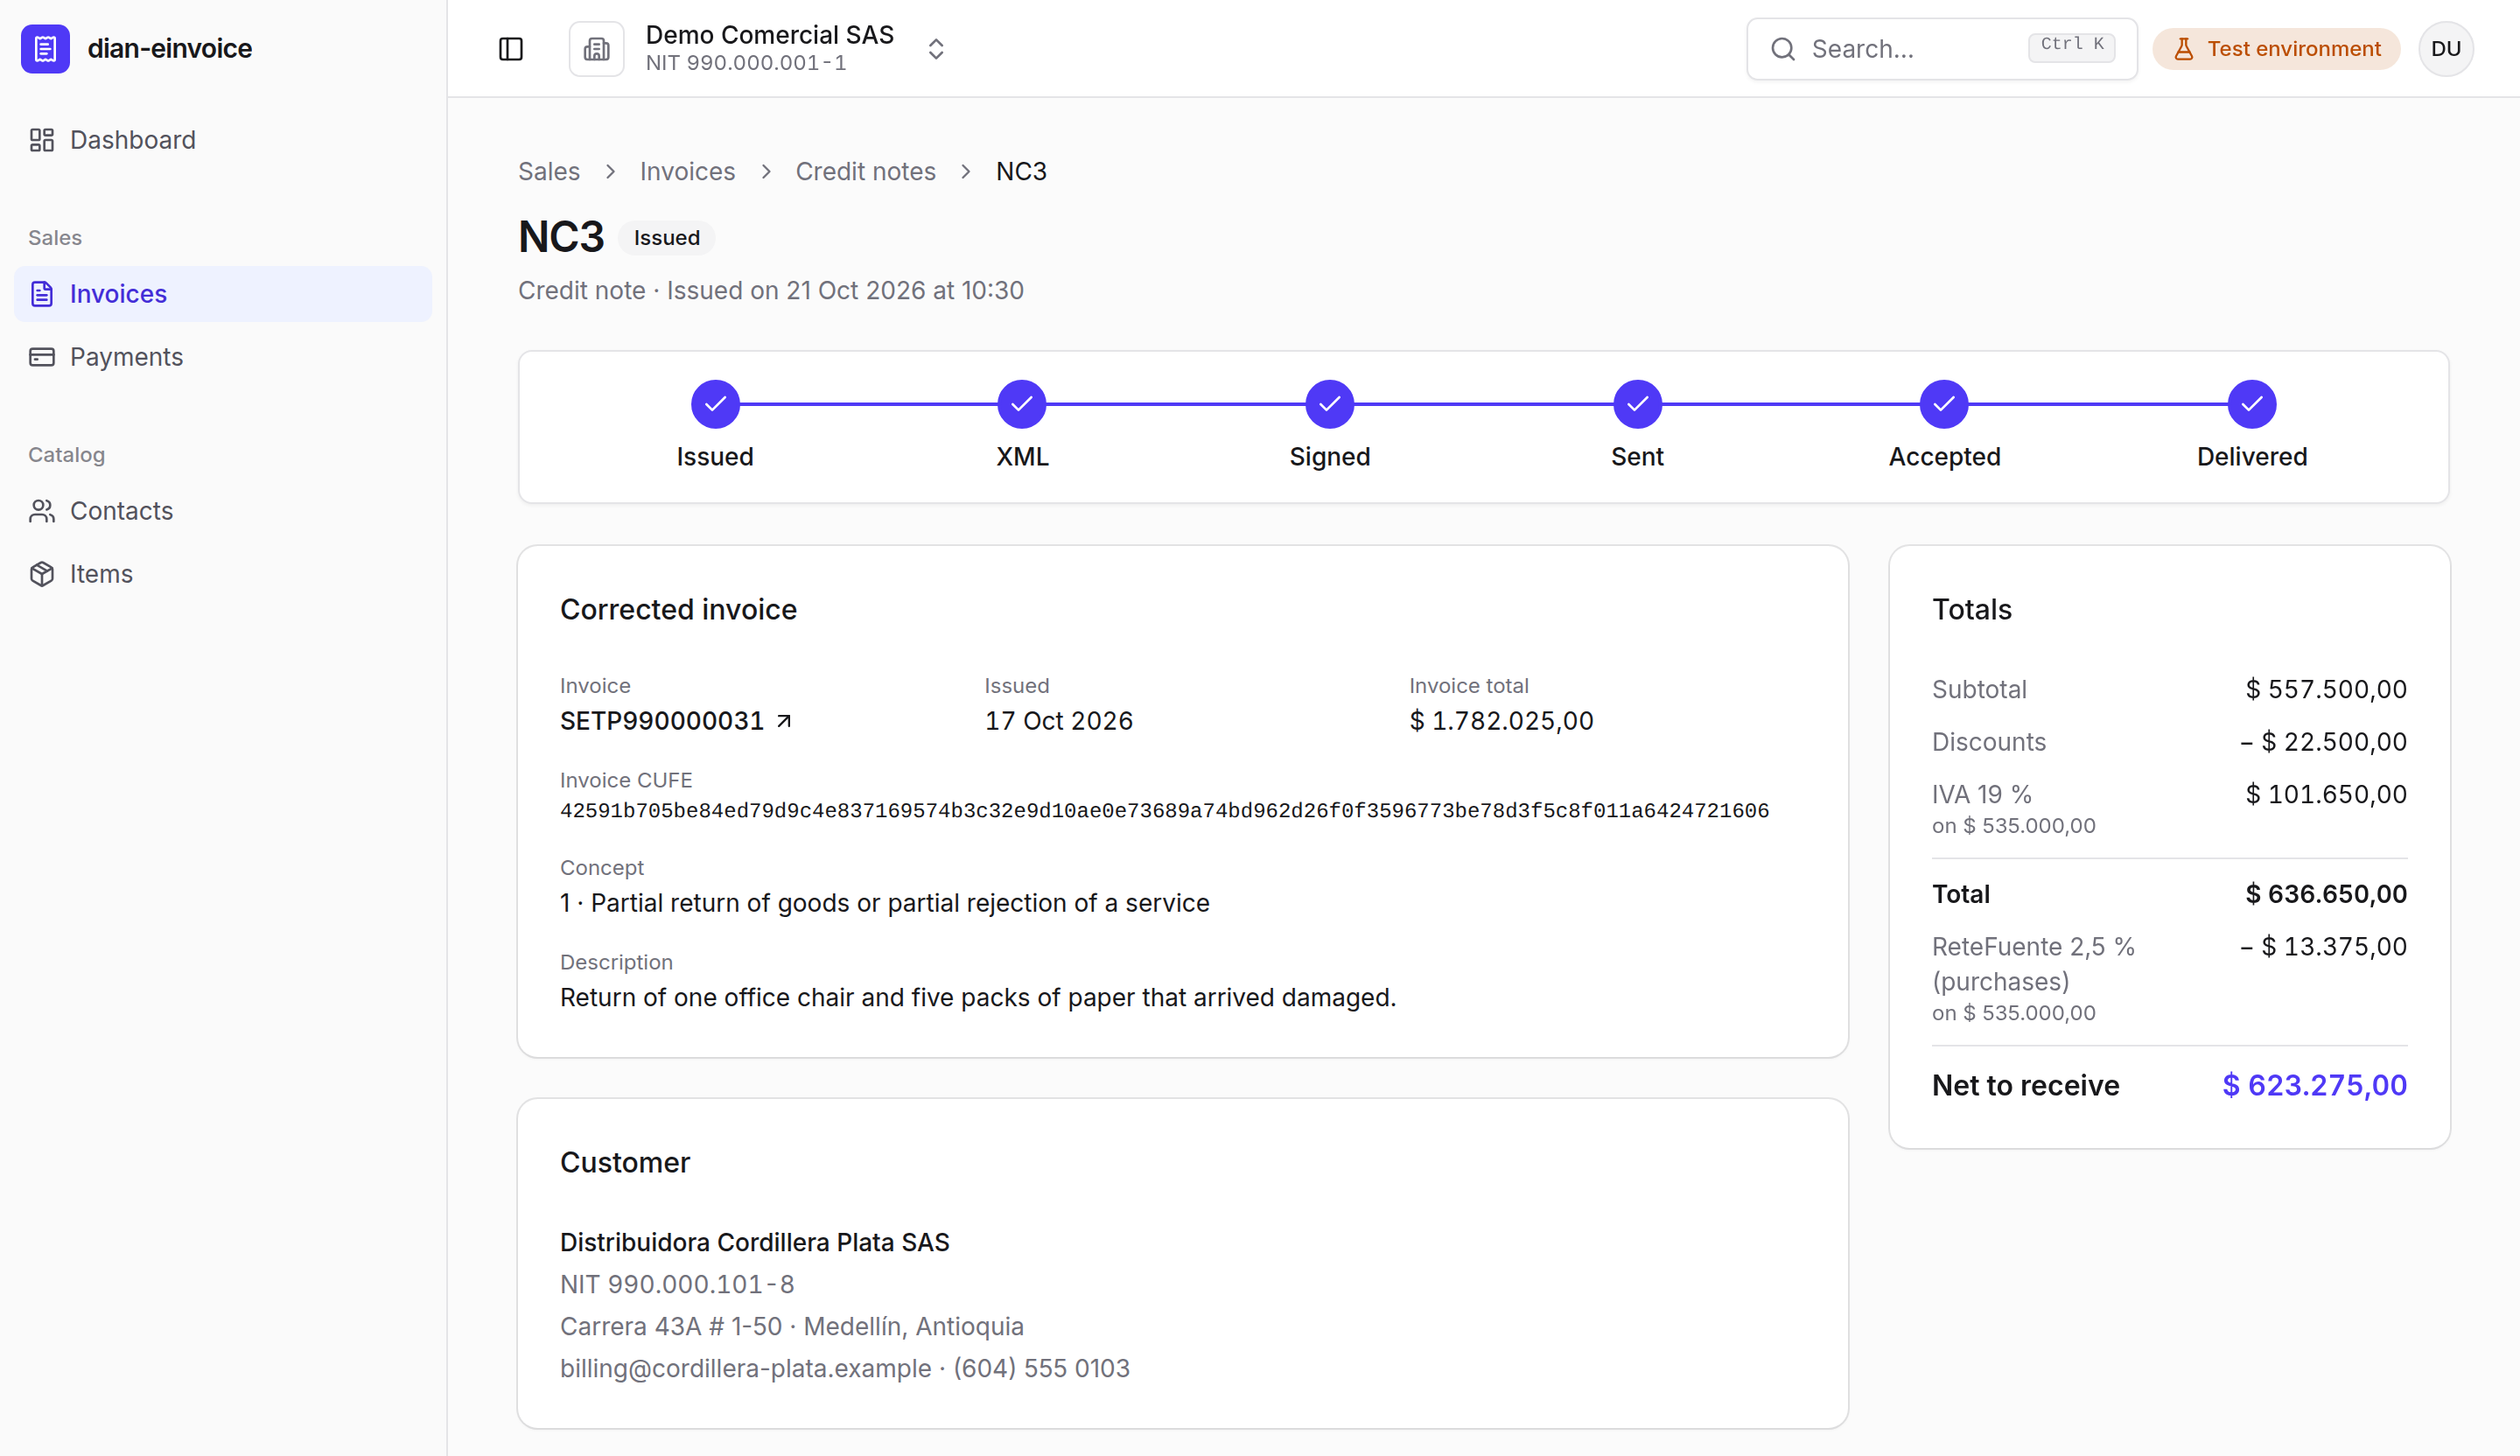 dian-einvoice
Demo Comercial SAS
NIT 990.000.001-1
Search...
Ctrl K
Test environment
DU
Dashboard
Sales
Invoices
Payments
Catalog
Contacts
Items
Sales
Invoices
Credit notes
NC3
NC3
Issued
Credit note · Issued on 21 Oct 2026 at 10:30
Issued
XML
Signed
Sent
Accepted
Delivered
Corrected invoice
Invoice
Issued
Invoice total
SETP990000031
17 Oct 2026
$ 1.782.025,00
Invoice CUFE
42591b705be84ed79d9c4e837169574b3c32e9d10ae0e73689a74bd962d26f0f3596773be78d3f5c8f011a6424721606
Concept
1 · Partial return of goods or partial rejection of a service
Description
Return of one office chair and five packs of paper that arrived damaged.
Customer
Distribuidora Cordillera Plata SAS
NIT 990.000.101-8
Carrera 43A # 1-50 · Medellín, Antioquia
billing@cordillera-plata.example · (604) 555 0103
Totals
Subtotal $ 557.500,00
Discounts − $ 22.500,00
IVA 19 % $ 101.650,00
on $ 535.000,00
Total $ 636.650,00
ReteFuente 2,5 % − $ 13.375,00
(purchases)
on $ 535.000,00
Net to receive $ 623.275,00